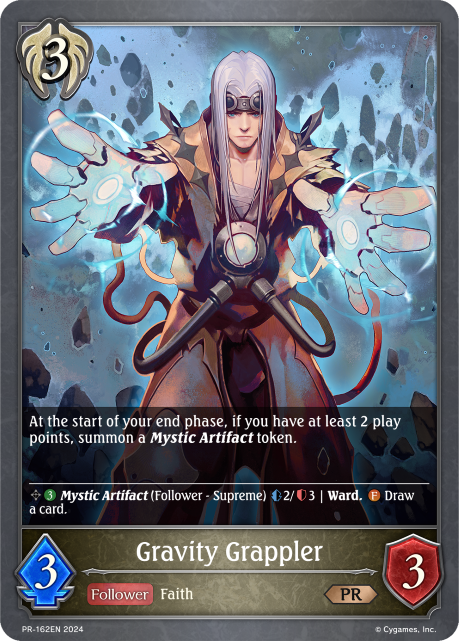 3
At the start of your end phase, if you have at least 2 play
points, summon a Mystic Artifact token.
3 Mystic Artifact (Follower - Supreme) 2/ 3 | Ward. F Draw
a card.
Gravity Grappler
3
Follower Faith
PR
3
PR-162EN 2024
© Cygames, Inc.